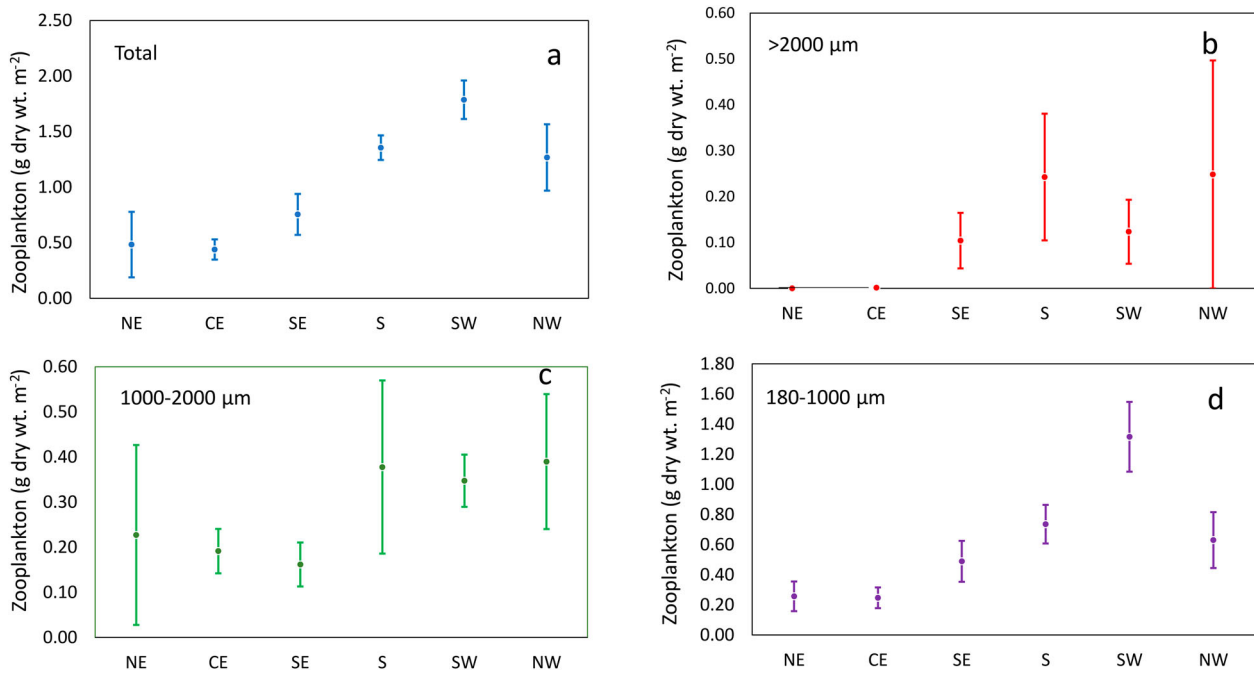 Zooplankton (g dry wt. m⁻²)
2.50
2.00
1.50
1.00
0.50
0.00
Total
a
NE CE SE S SW NW
Zooplankton (g dry wt. m⁻²)
0.60
0.50
0.40
0.30
0.20
0.10
0.00
>2000 µm
b
NE CE SE S SW NW
Zooplankton (g dry wt. m⁻²)
0.60
0.50
0.40
0.30
0.20
0.10
0.00
1000-2000 µm
c
NE CE SE S SW NW
Zooplankton (g dry wt. m⁻²)
1.80
1.60
1.40
1.20
1.00
0.80
0.60
0.40
0.20
0.00
180-1000 µm
d
NE CE SE S SW NW